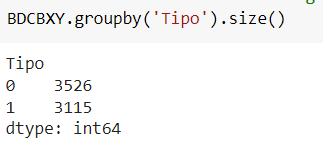 BDCBXY.groupby('Tipo').size()
Tipo
0    3526
1    3115
dtype: int64